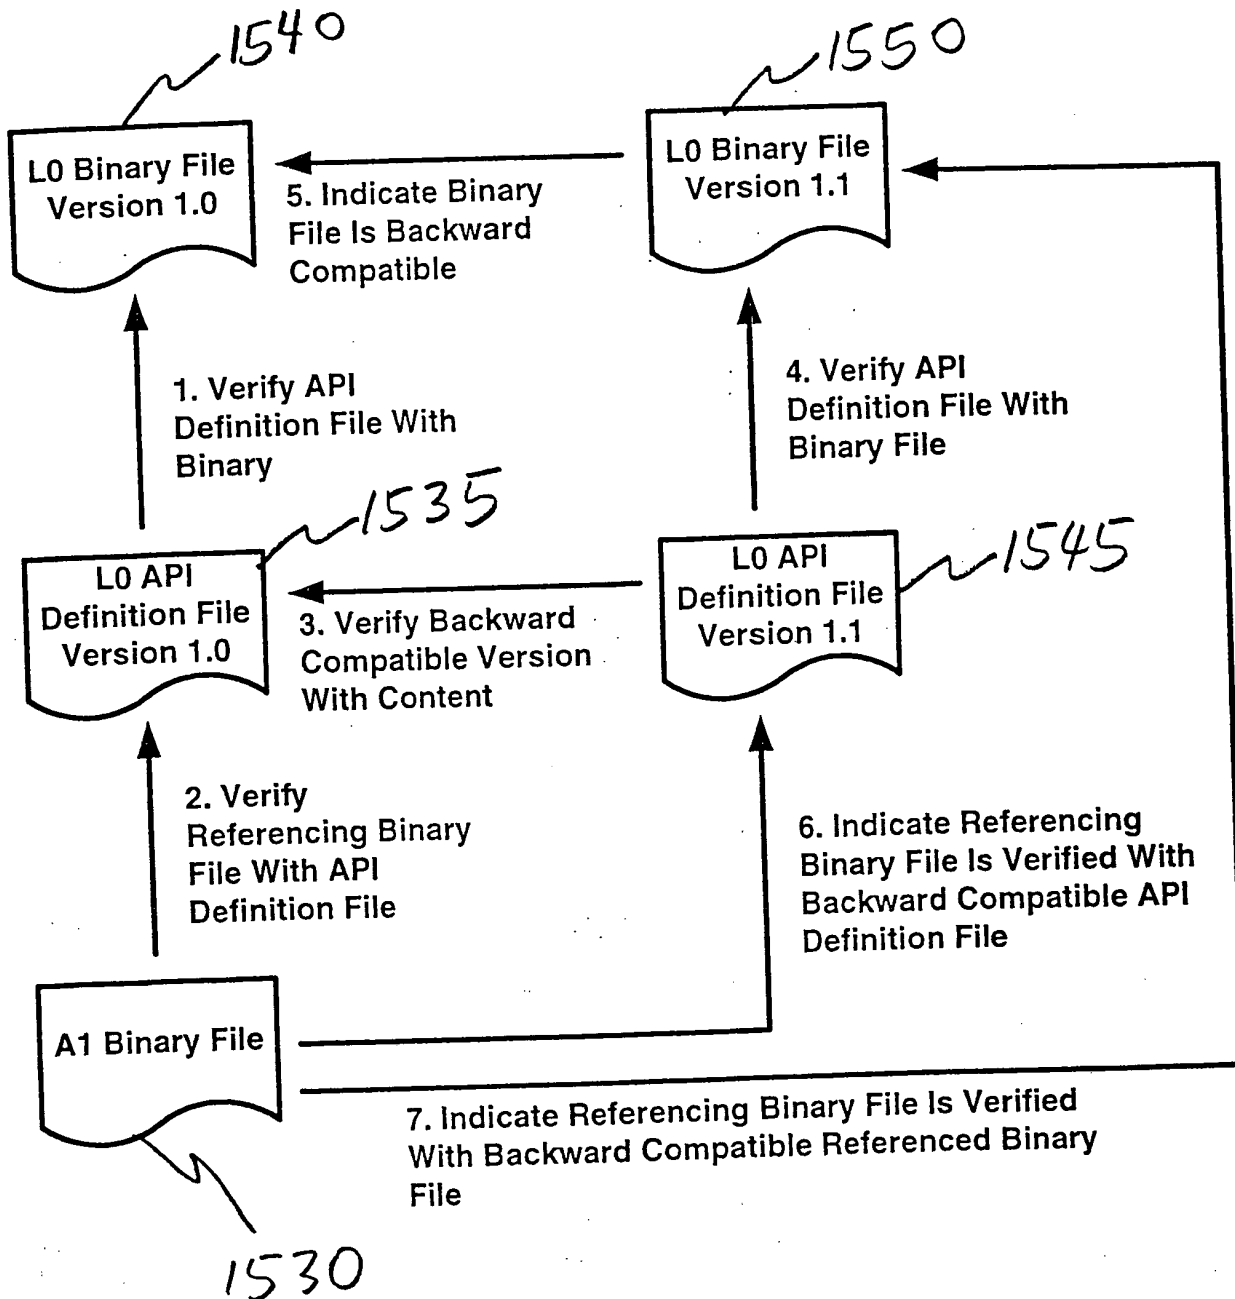 1540
1550
L0 Binary File
Version 1.0
5. Indicate Binary
File Is Backward
Compatible
L0 Binary File
Version 1.1
1. Verify API
Definition File With
Binary
4. Verify API
Definition File With
Binary File
1535
1545
L0 API
Definition File
Version 1.0
3. Verify Backward
Compatible Version
With Content
L0 API
Definition File
Version 1.1
2. Verify
Referencing Binary
File With API
Definition File
6. Indicate Referencing
Binary File Is Verified With
Backward Compatible API
Definition File
A1 Binary File
7. Indicate Referencing Binary File Is Verified
With Backward Compatible Referenced Binary
File
1530